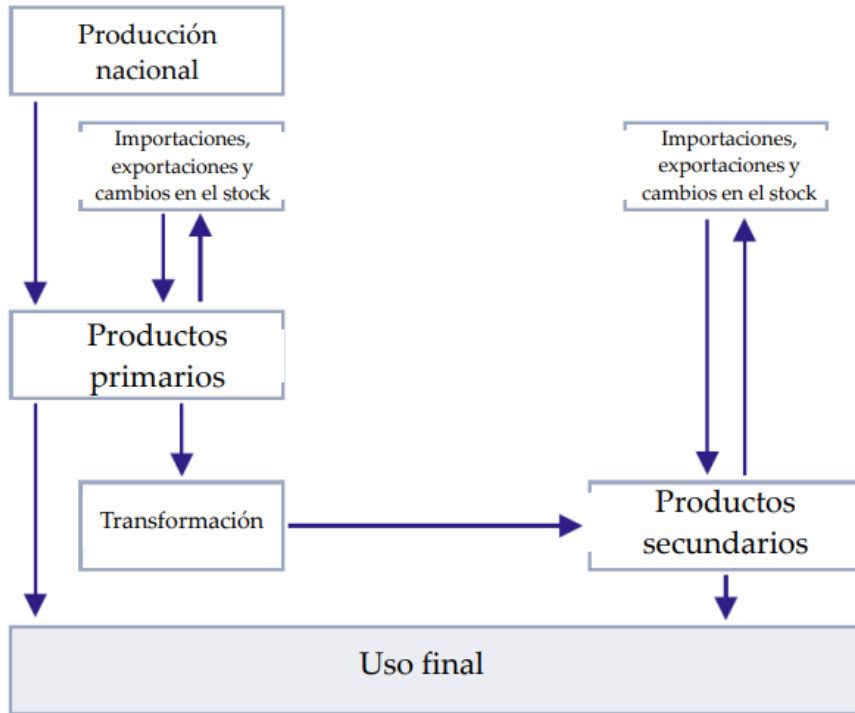 Producción
nacional
Importaciones,
exportaciones y
cambios en el stock
Importaciones,
exportaciones y
cambios en el stock
Productos
primarios
Transformación
Productos
secundarios
Uso final